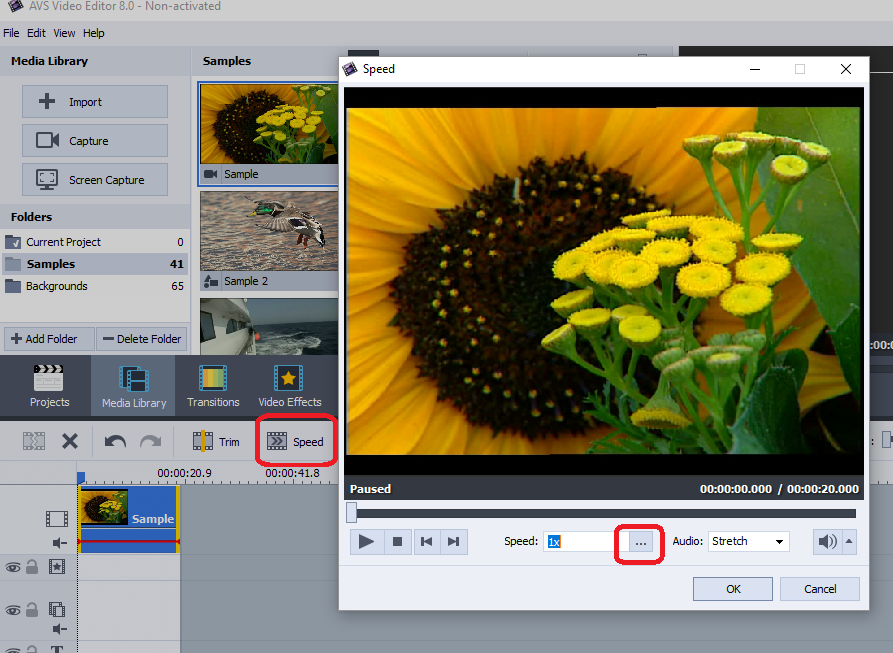 AVS Video Editor 8.0 - Non-activated
File Edit View Help
Media Library
Samples
Import
Capture
Screen Capture
Folders
Current Project 0
Samples 41
Backgrounds 65
Add Folder
Delete Folder
Sample
Sample 2
Projects
Media Library
Transitions
Video Effects
Trim
Speed
00:00:20.9
00:00:41.8
Sample
T
Speed
Paused
00:00:00.000 / 00:00:20.000
Speed: 1x ...
Audio: Stretch
OK
Cancel